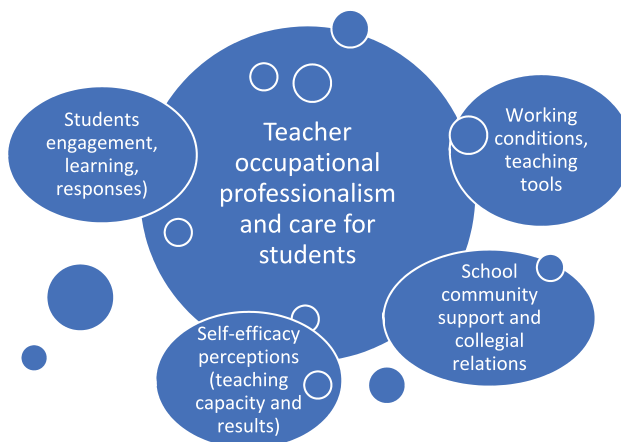 Teacher
occupational
professionalism
and care for
students
Students
engagement,
learning,
responses)
Working
conditions,
teaching
tools
School
community
support and
collegial
relations
Self-efficacy
perceptions
(teaching
capacity and
results)